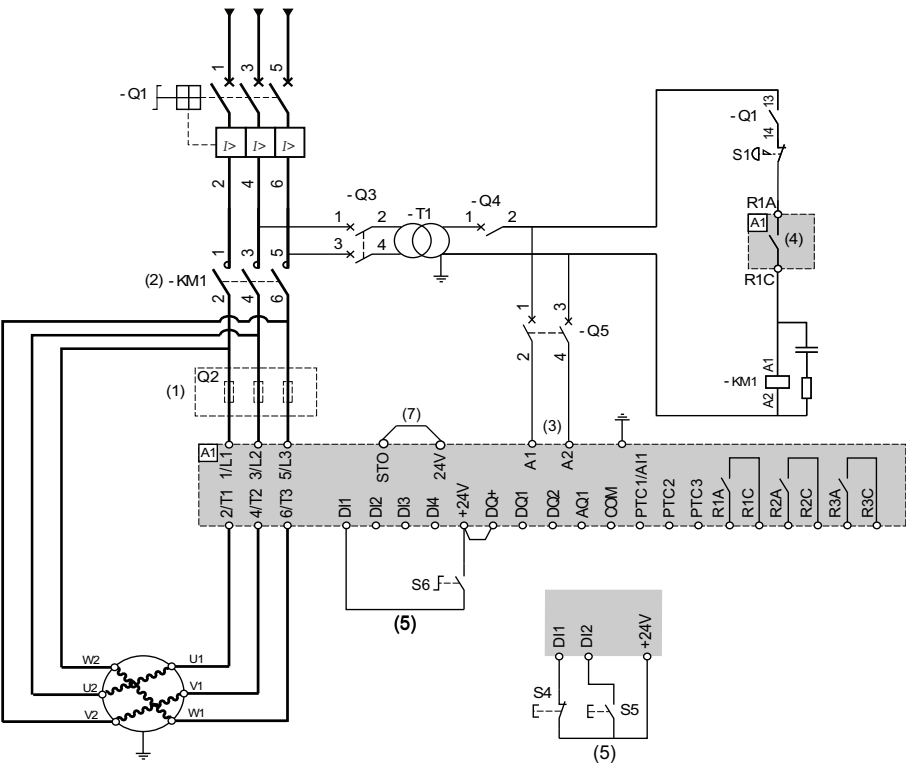 1 3 5
-Q1
I> I> I>
2 4 6
-Q3
1 2
3 4
-T1
-Q4
1 2
13
-Q1
14
S1
R1A
A1
(4)
R1C
1 3 5
(2) -KM1
2 4 6
1 3
-Q5
2 4
A1
-KM1
A2
Q2
(1)
(7)
(3)
A1
1/L1 3/L2 5/L3
STO
24V
A1
A2
2/T1 4/T2 6/T3
DI1
DI2
DI3
DI4
+24V
DQ+
DQ1
DQ2
AQ1
COM
PTC1/AI1
PTC2
PTC3
R1A
R1C
R2A
R2C
R3A
R3C
S6
(5)
DI1
DI2
+24V
S4
S5
(5)
W2 U1
U2 V1
V2 W1